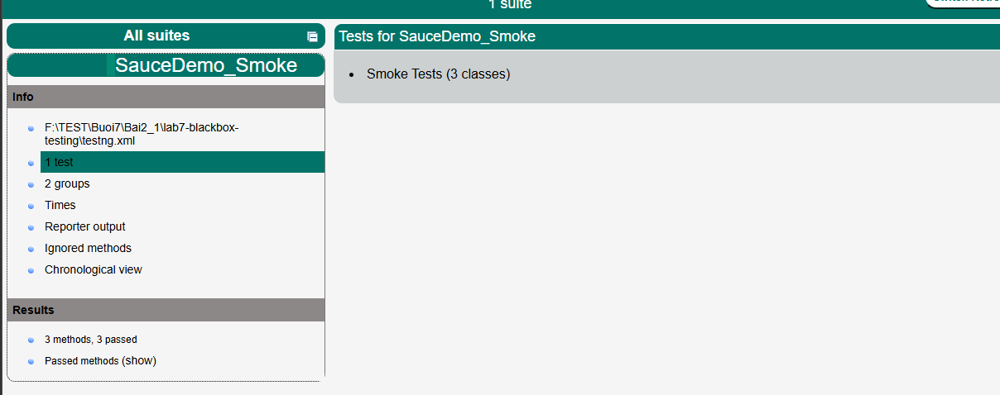 1 suite
All suites
SauceDemo_Smoke
Info
F:\TEST\Buoi7\Bai2_1\lab7-blackbox-
testing\testng.xml
1 test
2 groups
Times
Reporter output
Ignored methods
Chronological view
Results
3 methods, 3 passed
Passed methods (show)
Tests for SauceDemo_Smoke
Smoke Tests (3 classes)